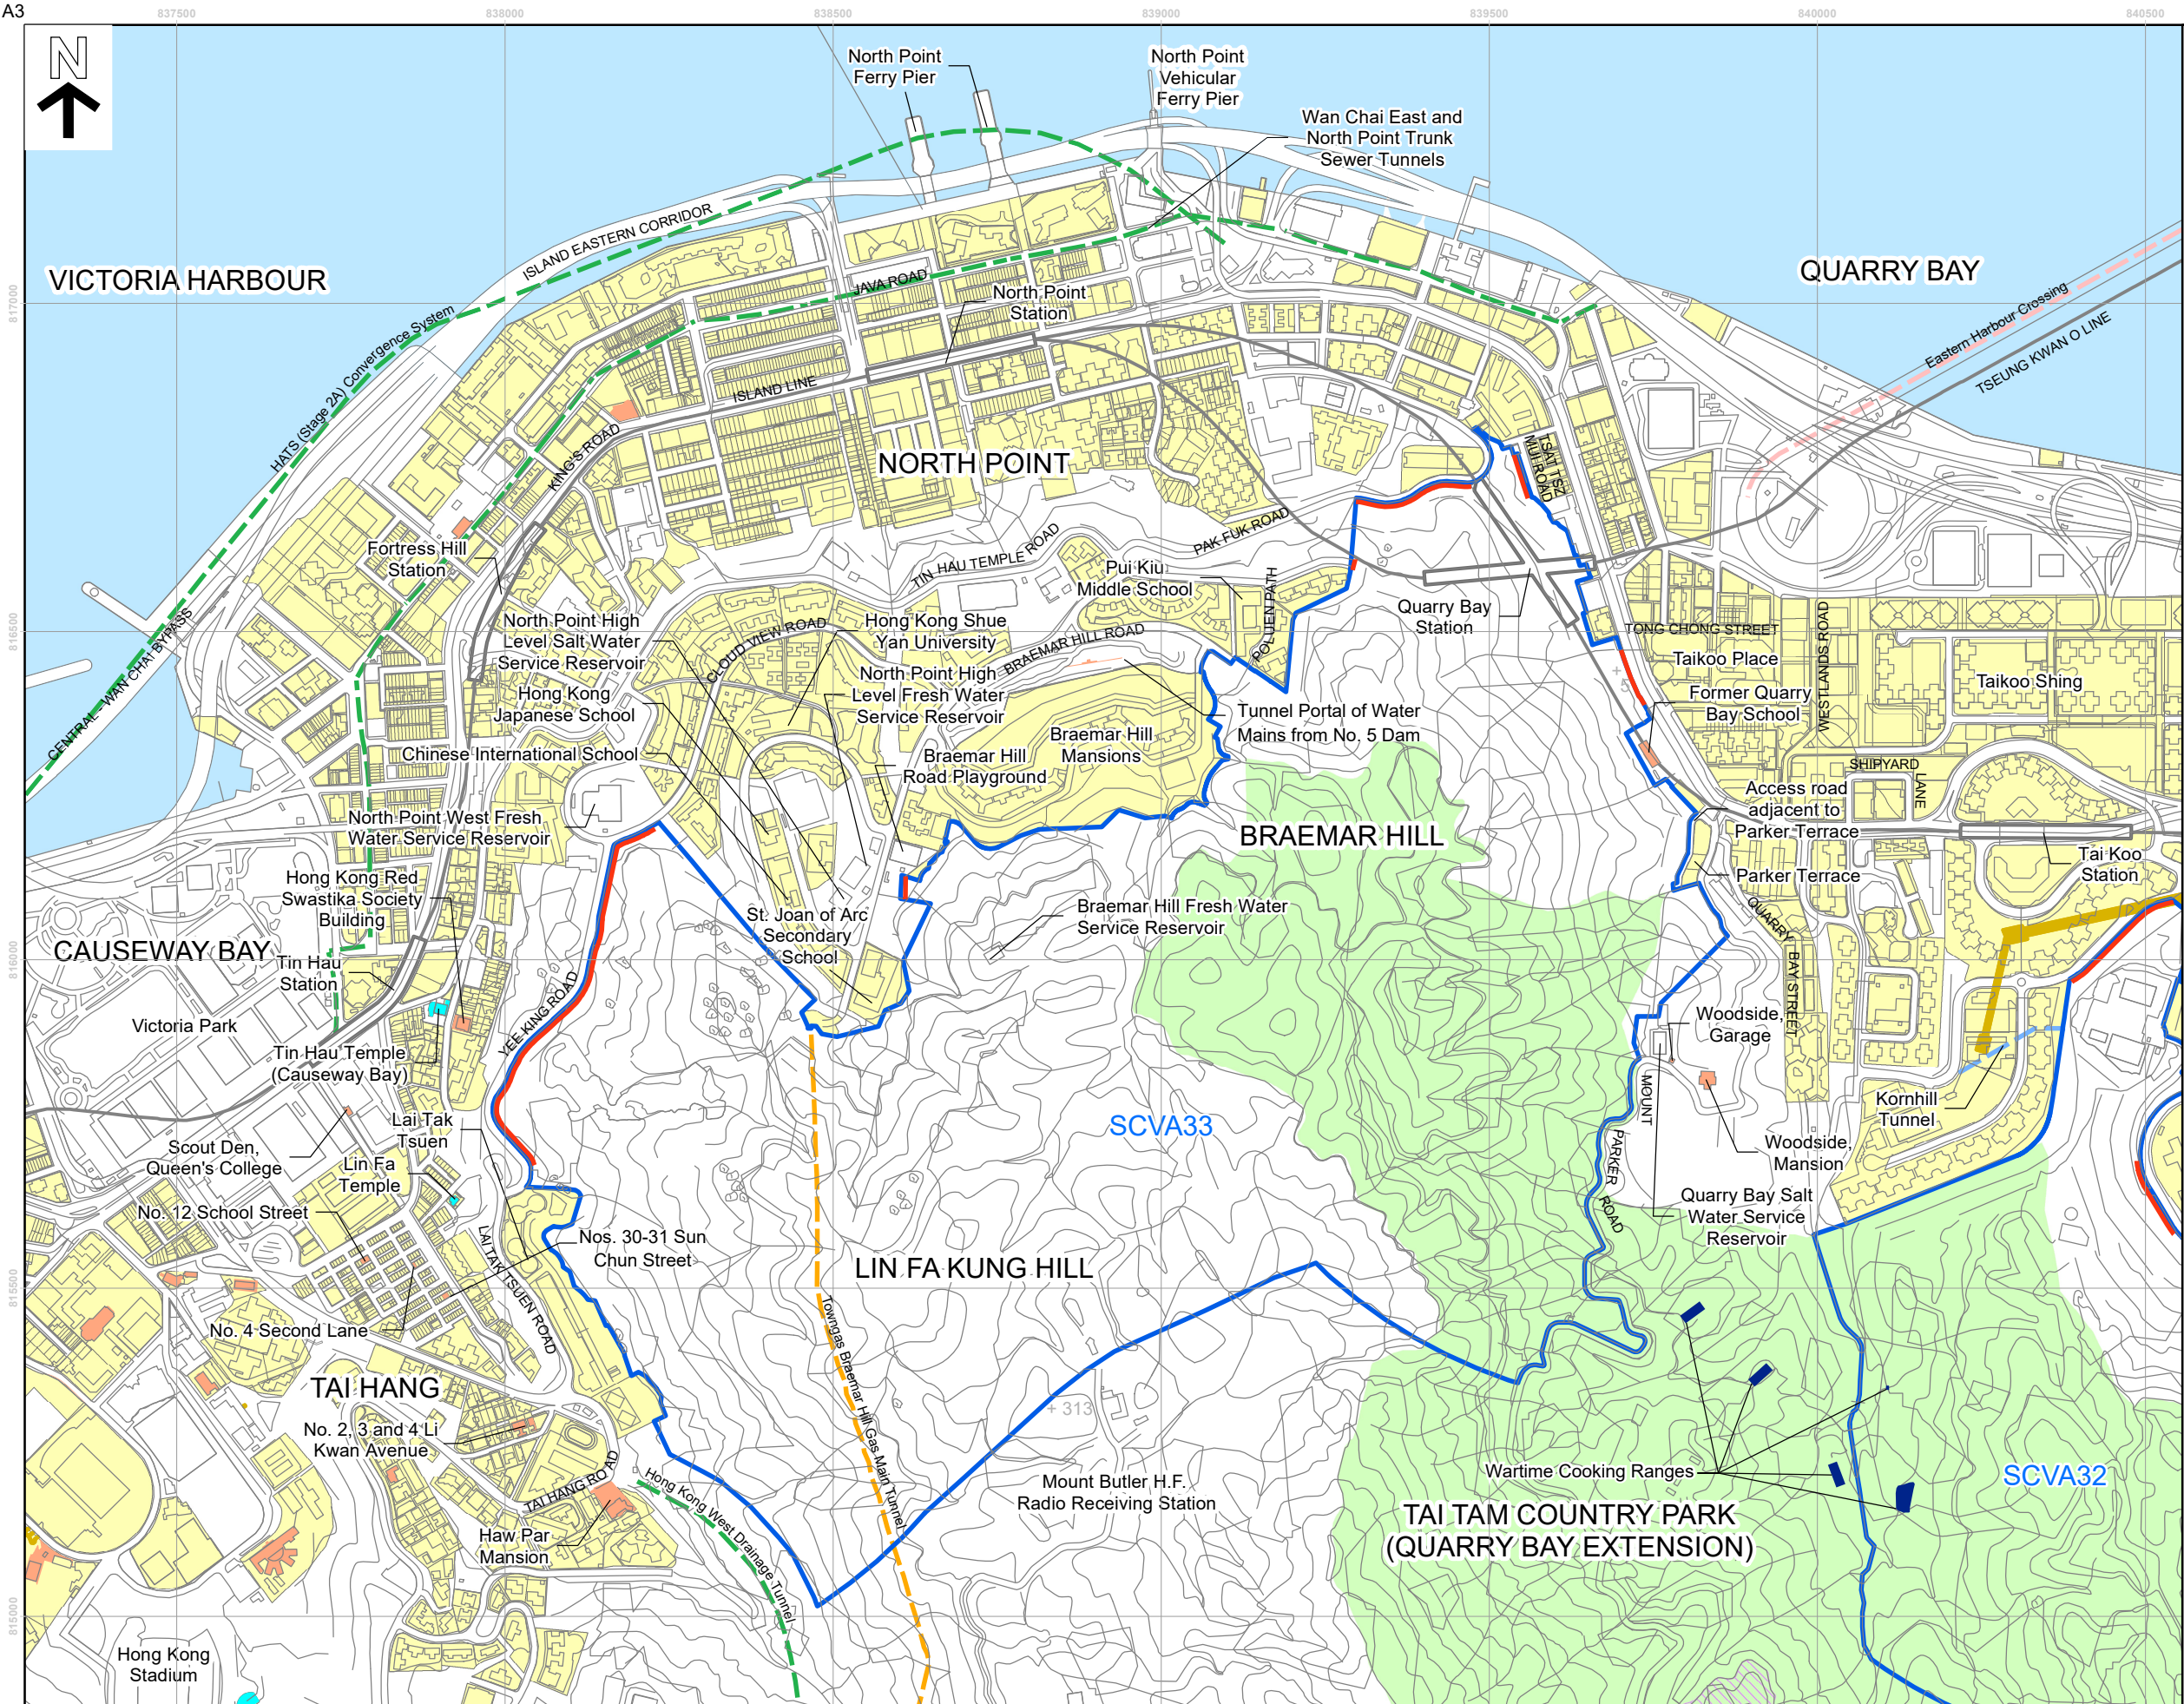 A3
837500
838000
838500
839000
839500
840000
840500
N
North Point
Ferry Pier
North Point
Vehicular
Ferry Pier
Wan Chai East and
North Point Trunk
Sewer Tunnels
ISLAND EASTERN CORRIDOR
VICTORIA HARBOUR
QUARRY BAY
JAVA ROAD
North Point
Station
817000
Eastern Harbour Crossing
TSEUNG KWAN O LINE
HATS (Stage 2A) Convergence System
ISLAND LINE
KING'S ROAD
NORTH POINT
TSAT TSZ
MUI ROAD
PAK FUK ROAD
TIN HAU TEMPLE ROAD
Fortress Hill
Station
Pui Kiu
Middle School
POLUEN PATH
Quarry Bay
Station
North Point High
Level Salt Water
Service Reservoir
Hong Kong Shue
Yan University
CLOUD VIEW ROAD
BRAEMAR HILL ROAD
816500
TONG CHONG STREET
WESTLANDS ROAD
Taikoo Place
Taikoo Shing
CENTRAL - WAN CHAI BYPASS
North Point High
Level Fresh Water
Service Reservoir
Hong Kong
Japanese School
Former Quarry
Bay School
Tunnel Portal of Water
Mains from No. 5 Dam
Chinese International School
Braemar Hill
Mansions
Braemar Hill
Road Playground
SHIPYARD
LANE
Access road
adjacent to
Parker Terrace
North Point West Fresh
Water Service Reservoir
BRAEMAR HILL
Tai Koo
Station
Parker Terrace
Hong Kong Red
Swastika Society
Building
St. Joan of Arc
Secondary
School
Braemar Hill Fresh Water
Service Reservoir
QUARRY
BAY STREET
CAUSEWAY BAY
816000
Tin Hau
Station
Victoria Park
YEE KING ROAD
Woodside,
Garage
Tin Hau Temple
(Causeway Bay)
MOUNT
PARKER
ROAD
Kornhill
Tunnel
Lai Tak
Tsuen
SCVA33
Scout Den,
Queen's College
Woodside,
Mansion
Lin Fa
Temple
No. 12 School Street
Quarry Bay Salt
Water Service
Reservoir
LAI TAK TSUEN ROAD
Nos. 30-31 Sun
Chun Street
LIN FA KUNG HILL
815500
No. 4 Second Lane
Towngas Braemar Hill Gas Main Tunnel
TAI HANG
+ 313
No. 2, 3 and 4 Li
Kwan Avenue
TAI HANG ROAD
Hong Kong West Drainage Tunnel
Wartime Cooking Ranges
SCVA32
Mount Butler H.F.
Radio Receiving Station
TAI TAM COUNTRY PARK
(QUARRY BAY EXTENSION)
Haw Par
Mansion
815000
Hong Kong
Stadium